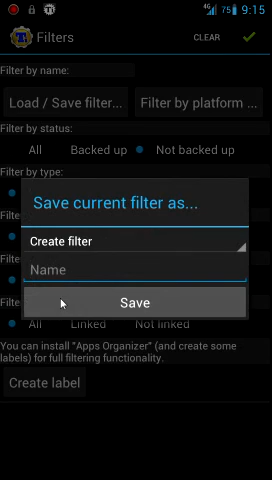 4G 75 9:15
Filters CLEAR
Filter by name:
Load / Save filter... Filter by platform ...
Filter by status:
All Backed up Not backed up
Filter by type:
Save current filter as...
Create filter
Name
Save
All Linked Not linked
You can install "Apps Organizer" (and create some
labels) for full filtering functionality.
Create label